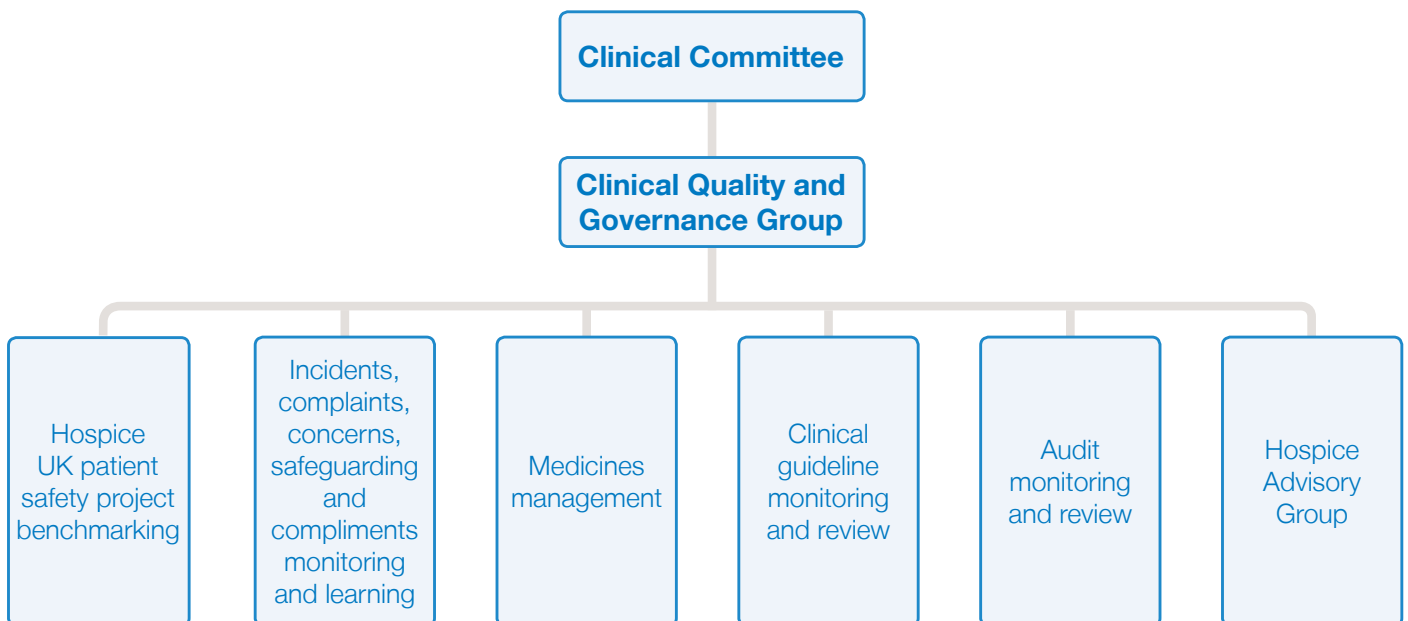 Clinical Committee
Clinical Quality and
Governance Group
Hospice
UK patient
safety project
benchmarking
Incidents,
complaints,
concerns,
safeguarding
and
compliments
monitoring
and learning
Medicines
management
Clinical
guideline
monitoring
and review
Audit
monitoring
and review
Hospice
Advisory
Group